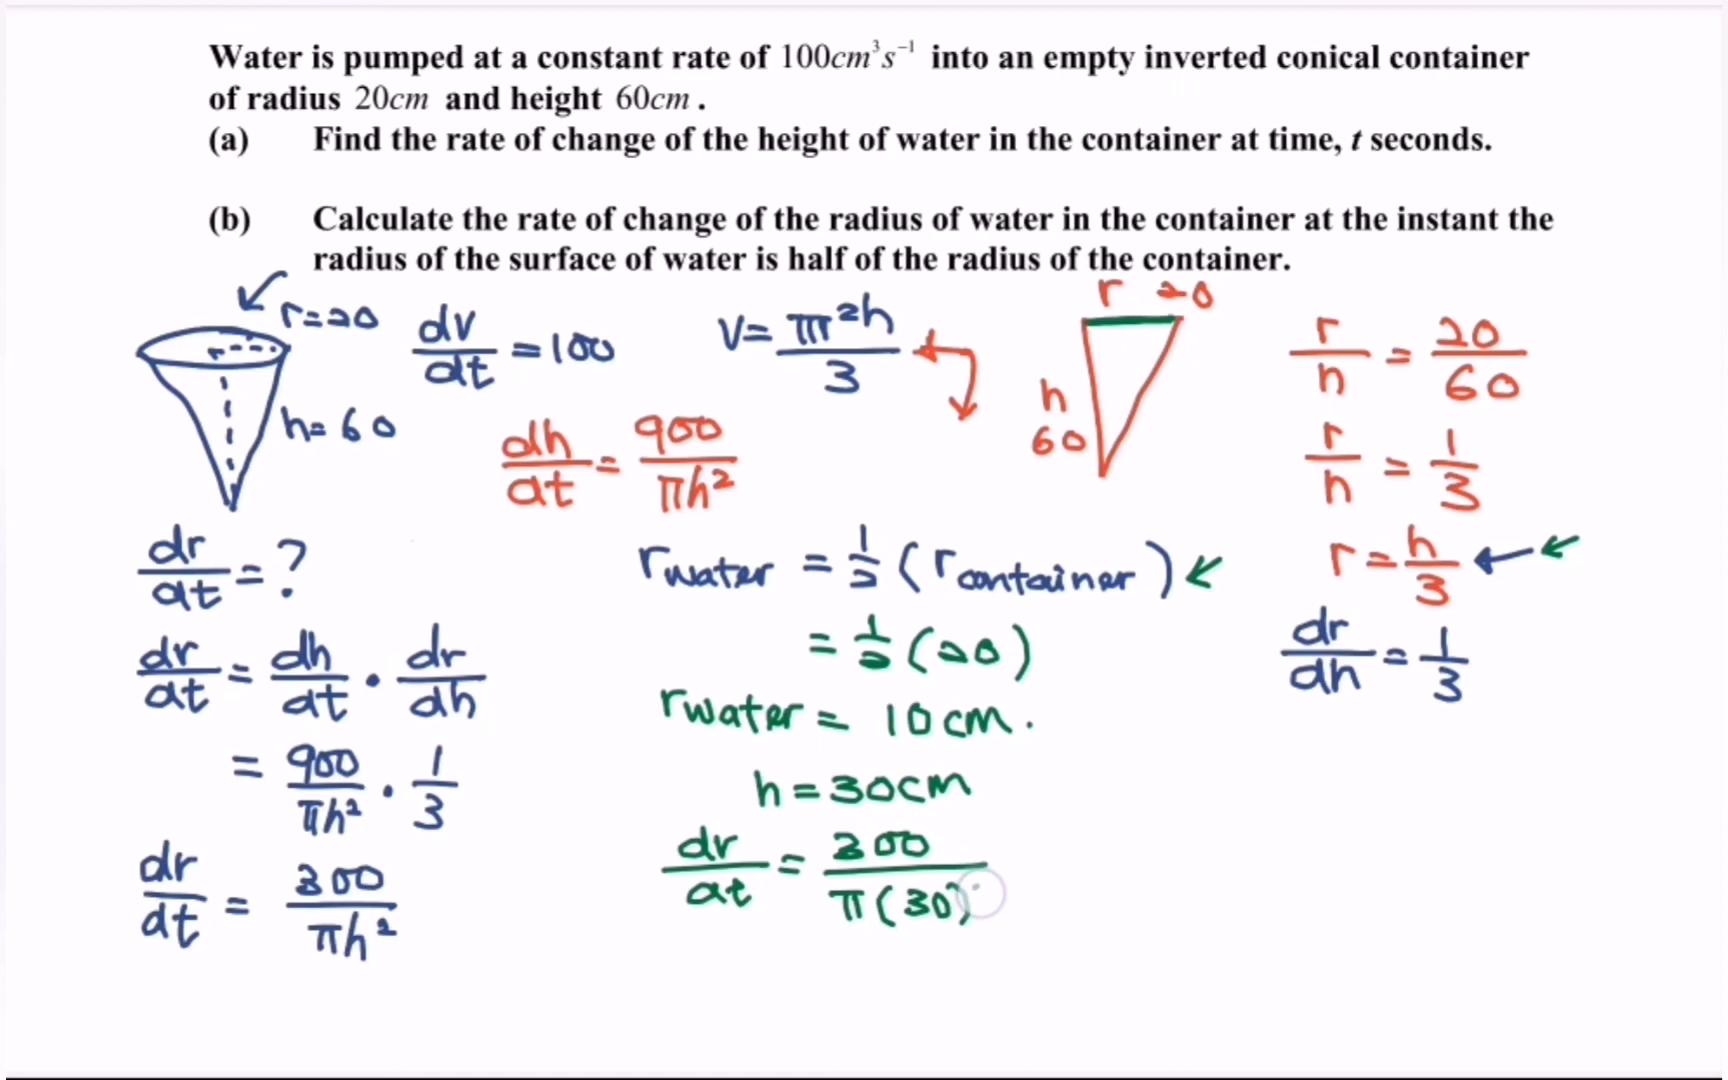 Water is pumped at a constant rate of 100cm³s⁻¹ into an empty inverted conical container
of radius 20cm and height 60cm.
(a) Find the rate of change of the height of water in the container at time, t seconds.
(b) Calculate the rate of change of the radius of water in the container at the instant the
radius of the surface of water is half of the radius of the container.
r=20
h=60
dv/dt = 100
V = πr²h/3
dh/dt = 900/πh²
r 20
h
60
r/h = 20/60
r/h = 1/3
r = h/3
dr/dh = 1/3
dr/dt = ?
dr/dt = dh/dt · dr/dh
= 900/πh² · 1/3
dr/dt = 300/πh²
rwater = 1/2 (rcontainer)
= 1/2 (20)
rwater = 10cm.
h = 30cm
dr/dt = 300/π(30)